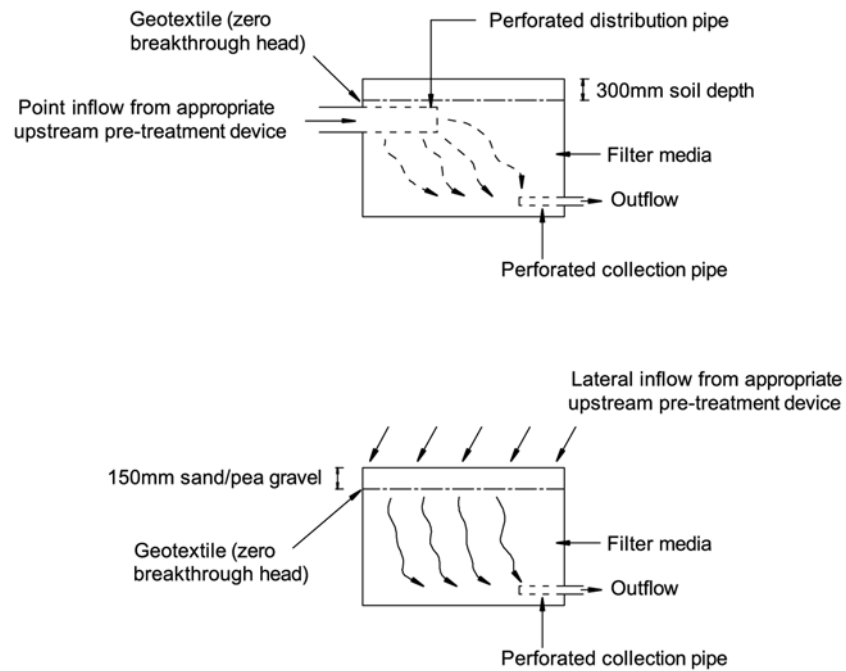 Geotextile (zero
breakthrough head)
Perforated distribution pipe
300mm soil depth
Point inflow from appropriate
upstream pre-treatment device
Filter media
Outflow
Perforated collection pipe
Lateral inflow from appropriate
upstream pre-treatment device
150mm sand/pea gravel
Geotextile (zero
breakthrough head)
Filter media
Outflow
Perforated collection pipe